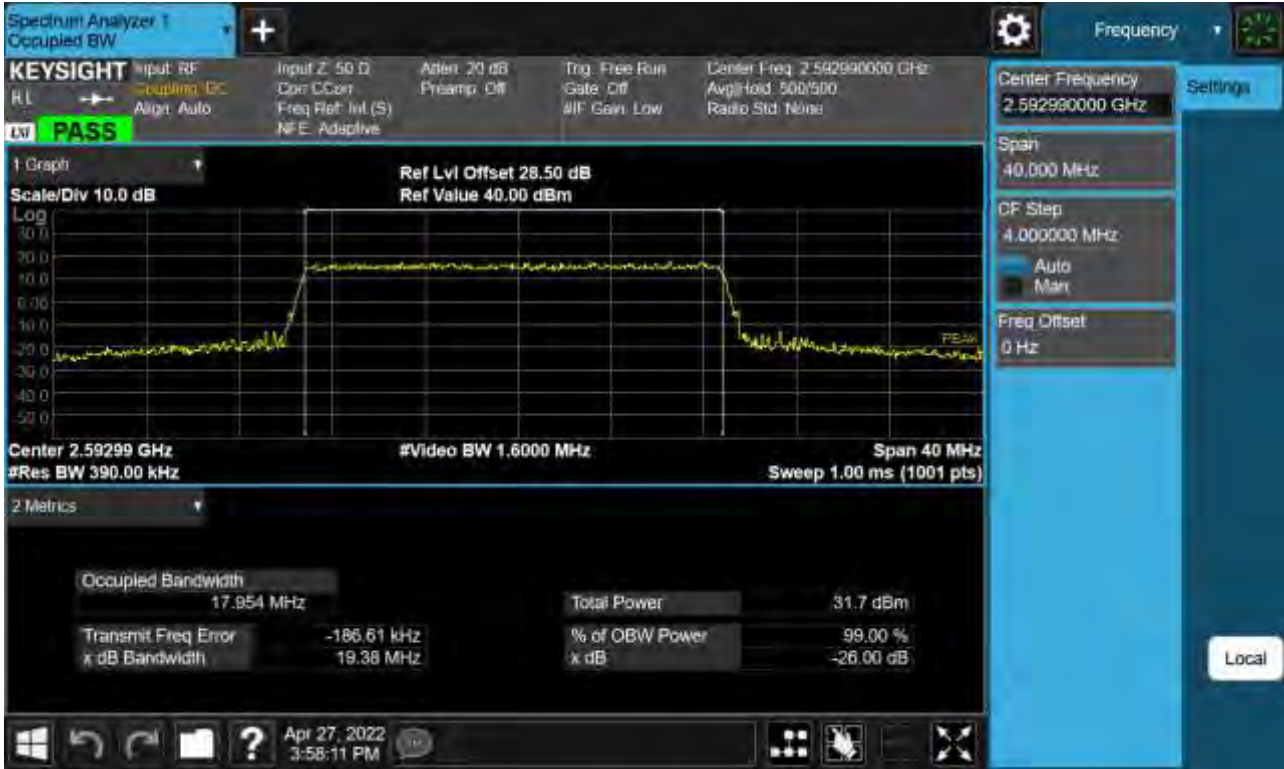 Spectrum Analyzer 1
Occupied BW
+
Frequency
KEYSIGHT
Input: RF
Coupling: DC
Align: Auto
RL
PASS
Input Z: 50 Ω
Corr CCorr
Freq Ref: Int (S)
NFE: Adaptive
Atten: 20 dB
Preamp: Off
Trig: Free Run
Gate: Off
#IF Gain: Low
Center Freq: 2.592990000 GHz
Avg|Hold: 500/500
Radio Std: None
Center Frequency
2.592990000 GHz
Settings
Span
40.000 MHz
CF Step
4.000000 MHz
Auto
Man
Freq Offset
0 Hz
1 Graph
Scale/Div 10.0 dB
Ref Lvl Offset 28.50 dB
Ref Value 40.00 dBm
Log
30.0
20.0
10.0
0.00
-10.0
-20.0
-30.0
-40.0
-50.0
PEAK
Center 2.59299 GHz
#Video BW 1.6000 MHz
Span 40 MHz
#Res BW 390.00 kHz
Sweep 1.00 ms (1001 pts)
2 Metrics
Occupied Bandwidth
17.954 MHz
Total Power
31.7 dBm
Transmit Freq Error
-186.61 kHz
% of OBW Power
99.00 %
x dB Bandwidth
19.38 MHz
x dB
-26.00 dB
Local
?
Apr 27, 2022
3:58:11 PM